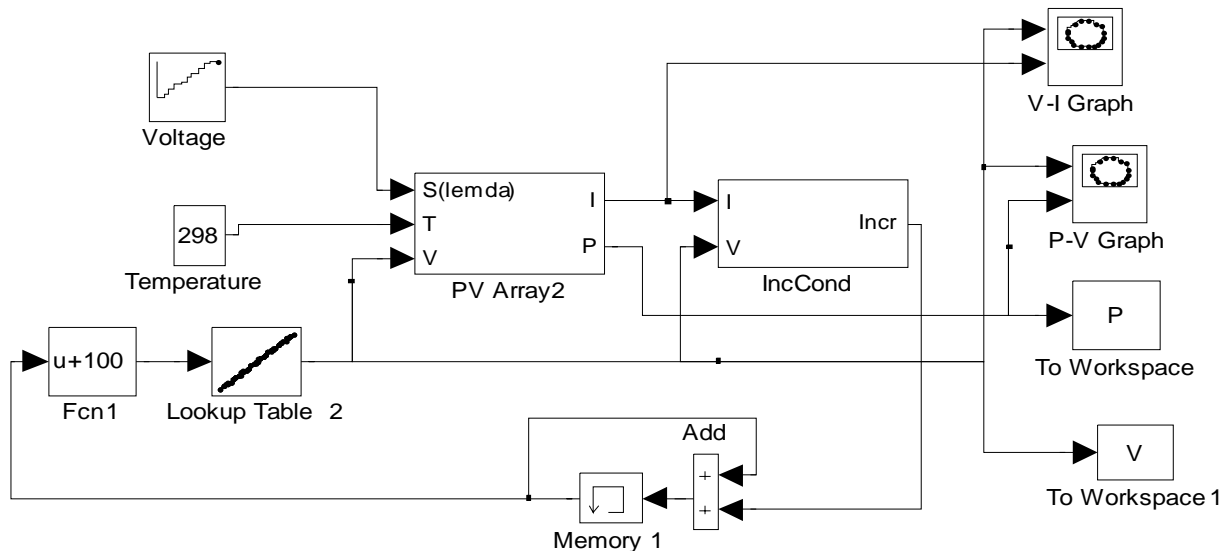 V-I Graph
Voltage
S(lemda)
T
V
I
P
PV Array2
I
V
Incr
IncCond
P-V Graph
298
Temperature
P
To Workspace
u+100
Fcn1
Lookup Table 2
Add
+
+
Memory 1
V
To Workspace1